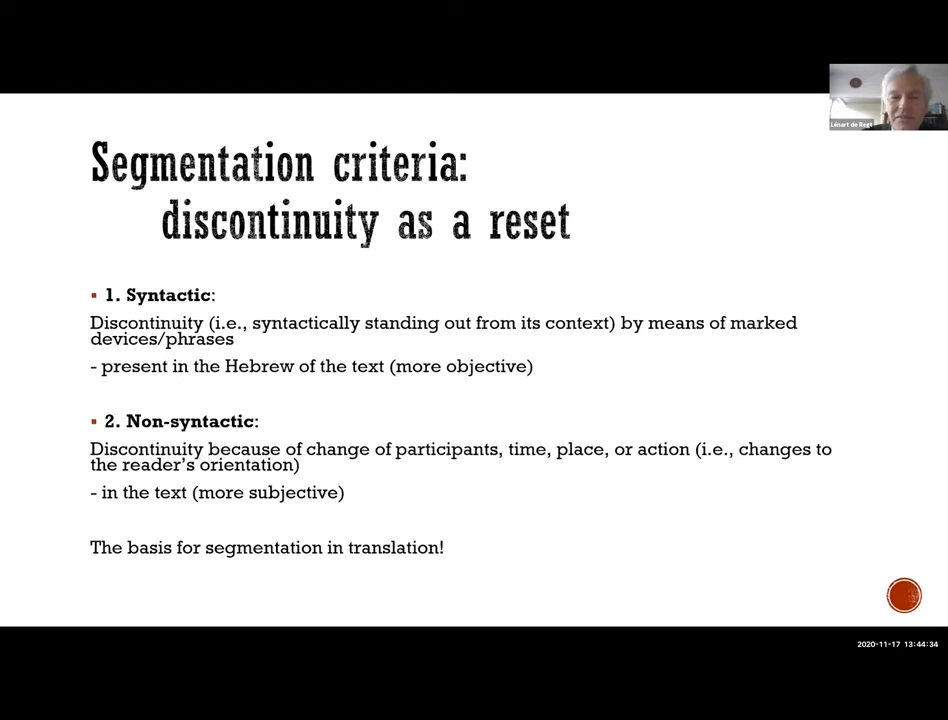 Lénart de Regt
Segmentation criteria:
discontinuity as a reset
▪ 1. Syntactic:
Discontinuity (i.e., syntactically standing out from its context) by means of marked
devices/phrases
- present in the Hebrew of the text (more objective)
▪ 2. Non-syntactic:
Discontinuity because of change of participants, time, place, or action (i.e., changes to
the reader’s orientation)
- in the text (more subjective)
The basis for segmentation in translation!
2020-11-17 13:44:34